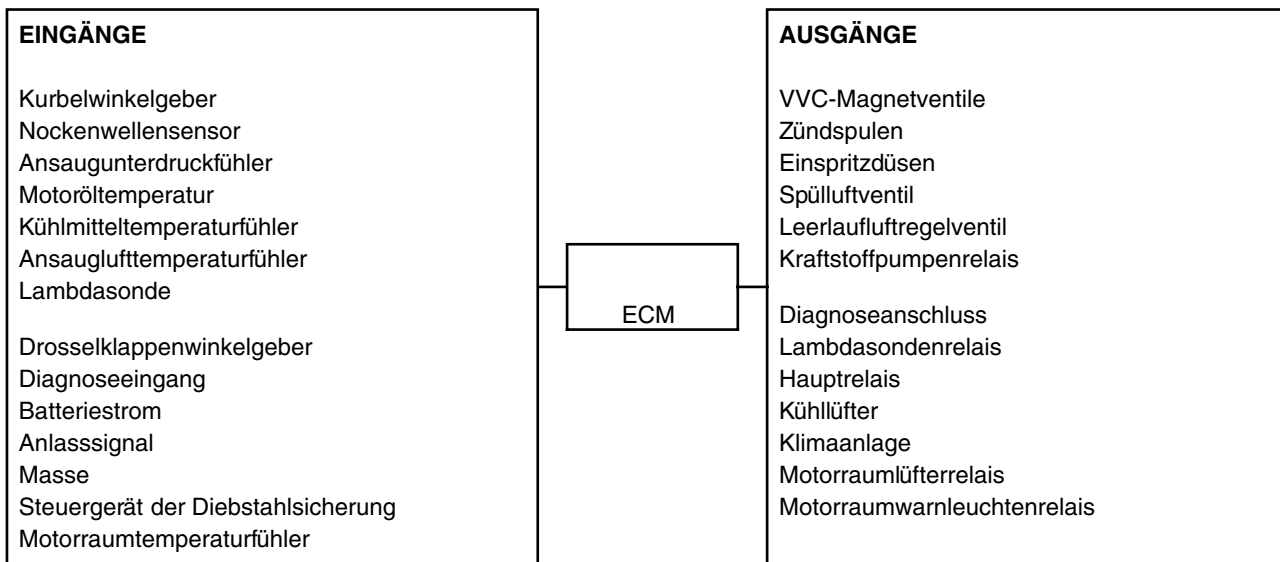 EINGÄNGE
Kurbelwinkelgeber
Nockenwellensensor
Ansaugunterdruckfühler
Motoröltemperatur
Kühlmitteltemperaturfühler
Ansauglufttemperaturfühler
Lambdasonde
Drosselklappenwinkelgeber
Diagnoseeingang
Batteriestrom
Anlasssignal
Masse
Steuergerät der Diebstahlsicherung
Motorraumtemperaturfühler
ECM
AUSGÄNGE
VVC-Magnetventile
Zündspulen
Einspritzdüsen
Spülluftventil
Leerlaufluftregelventil
Kraftstoffpumpenrelais
Diagnoseanschluss
Lambdasondenrelais
Hauptrelais
Kühllüfter
Klimaanlage
Motorraumlüfterrelais
Motorraumwarnleuchtenrelais